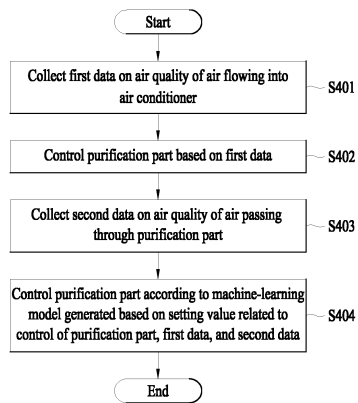 Start
Collect first data on air quality of air flowing into
air conditioner
S401
Control purification part based on first data
S402
Collect second data on air quality of air passing
through purification part
S403
Control purification part according to machine-learning
model generated based on setting value related to
control of purification part, first data, and second data
S404
End